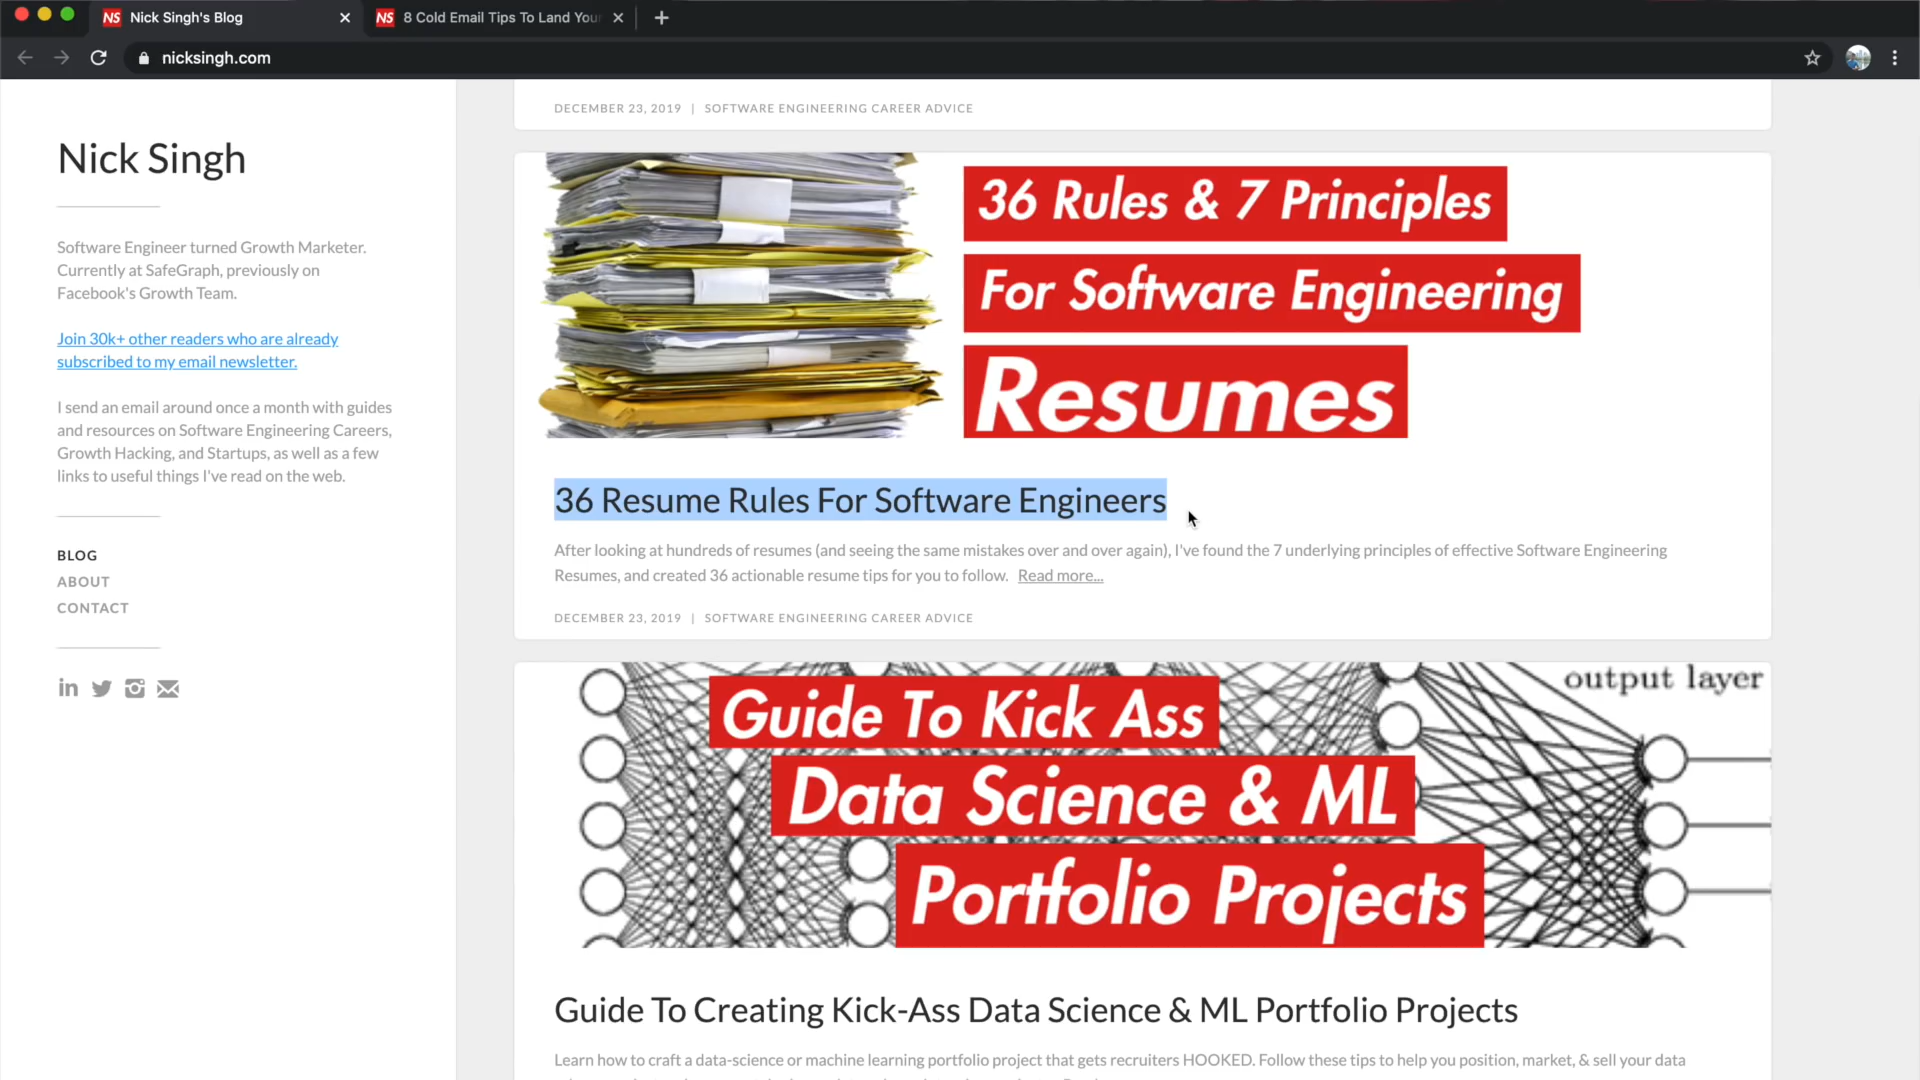 NS Nick Singh's Blog
NS 8 Cold Email Tips To Land You
nicksingh.com
Nick Singh
Software Engineer turned Growth Marketer.
Currently at SafeGraph, previously on
Facebook's Growth Team.
Join 30k+ other readers who are already
subscribed to my email newsletter.
I send an email around once a month with guides
and resources on Software Engineering Careers,
Growth Hacking, and Startups, as well as a few
links to useful things I've read on the web.
BLOG
ABOUT
CONTACT
in
DECEMBER 23, 2019 | SOFTWARE ENGINEERING CAREER ADVICE
36 Rules & 7 Principles
For Software Engineering
Resumes
36 Resume Rules For Software Engineers
After looking at hundreds of resumes (and seeing the same mistakes over and over again), I've found the 7 underlying principles of effective Software Engineering
Resumes, and created 36 actionable resume tips for you to follow. Read more...
DECEMBER 23, 2019 | SOFTWARE ENGINEERING CAREER ADVICE
output layer
Guide To Kick Ass
Data Science & ML
Portfolio Projects
Guide To Creating Kick-Ass Data Science & ML Portfolio Projects
Learn how to craft a data-science or machine learning portfolio project that gets recruiters HOOKED. Follow these tips to help you position, market, & sell your data